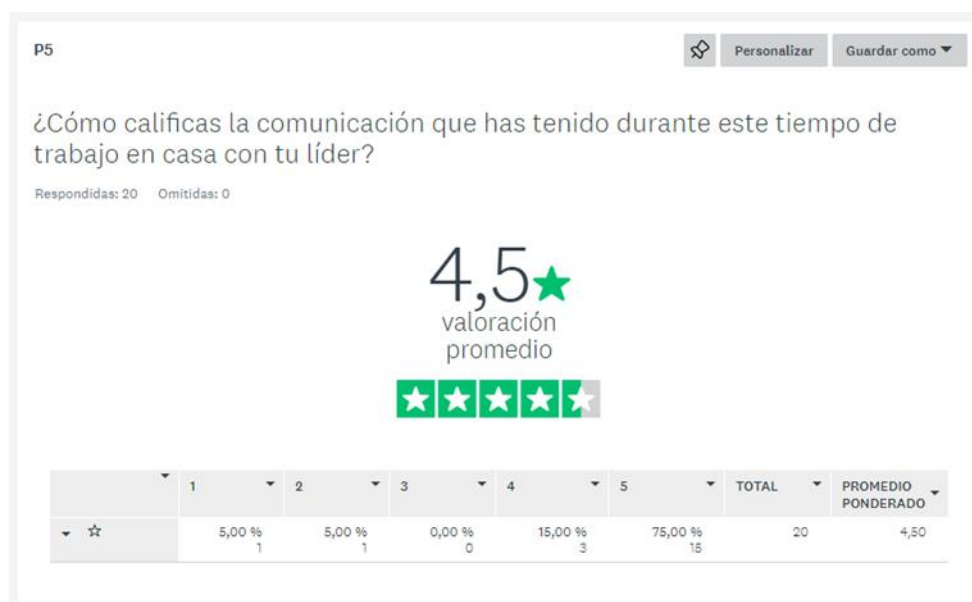 P5
Personalizar
Guardar como
¿Cómo calificas la comunicación que has tenido durante este tiempo de
trabajo en casa con tu líder?
Respondidas: 20 Omitidas: 0
4,5
valoración
promedio
1 2 3 4 5 TOTAL PROMEDIO
PONDERADO
5,00 % 5,00 % 0,00 % 15,00 % 75,00 % 20 4,50
1 1 0 3 15